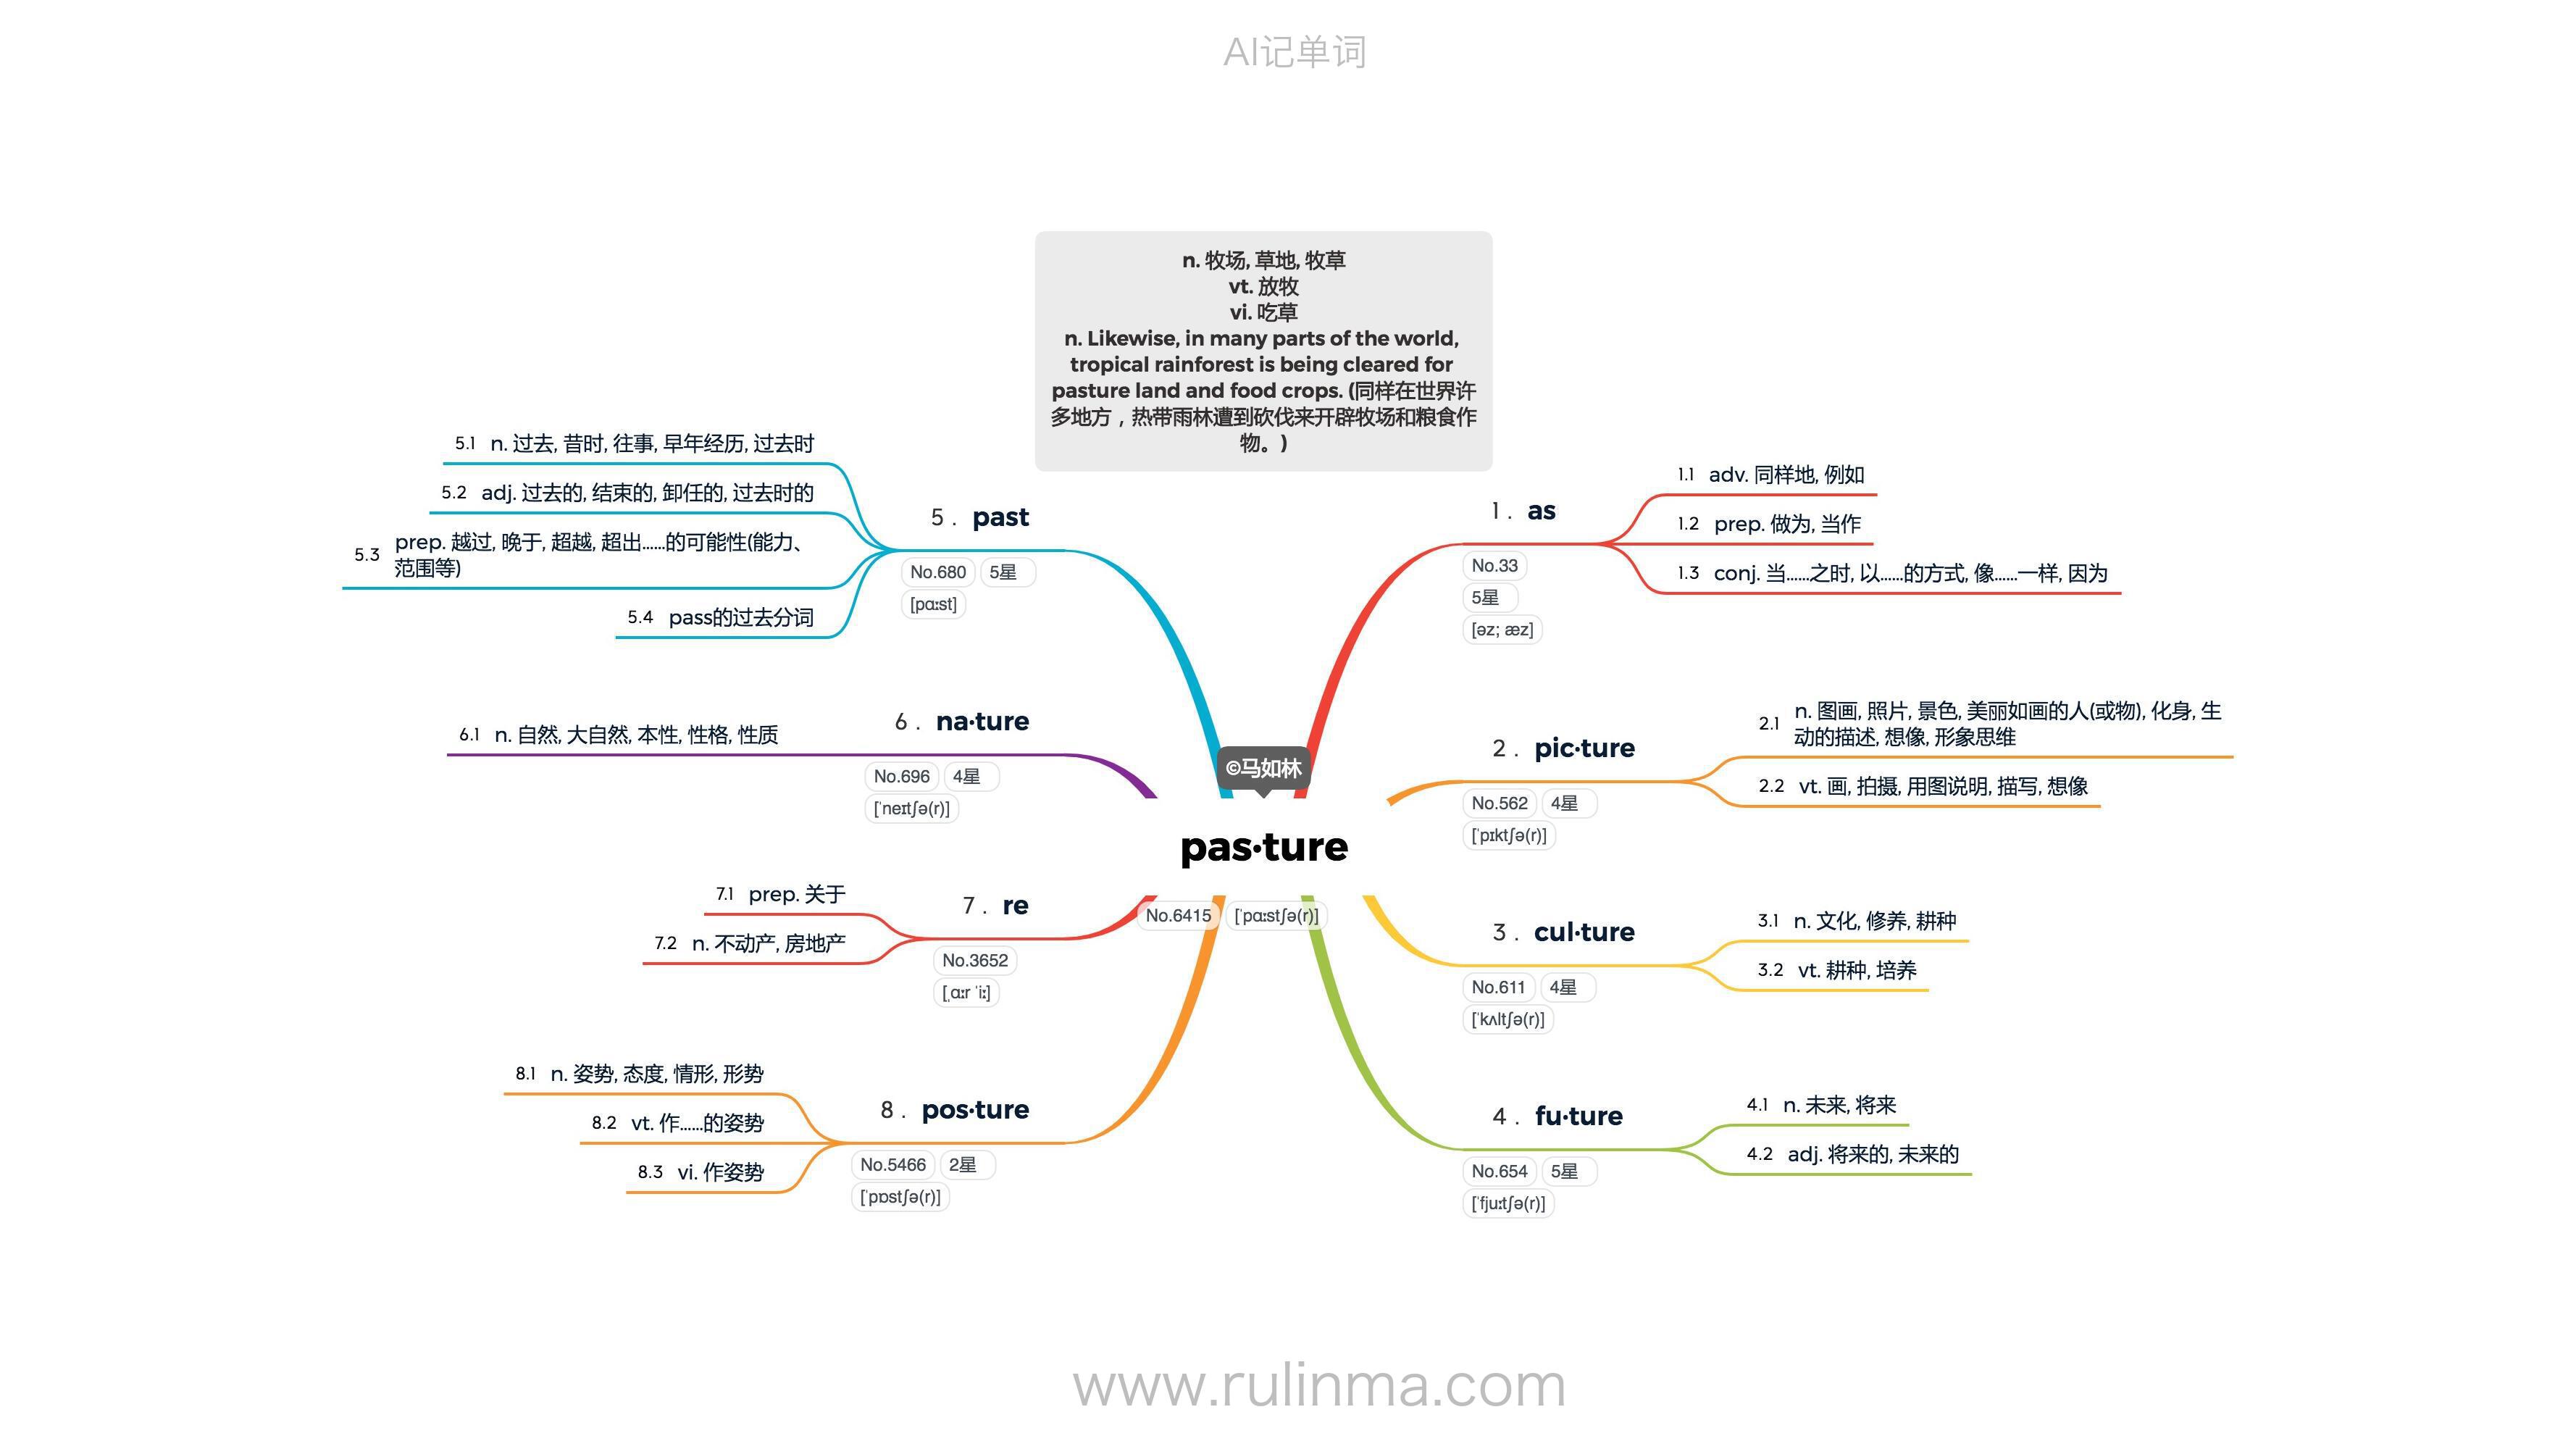 AI记单词
n. 牧场, 草地, 牧草
vt. 放牧
vi. 吃草
n. Likewise, in many parts of the world,
tropical rainforest is being cleared for
pasture land and food crops. (同样在世界许
多地方，热带雨林遭到砍伐来开辟牧场和粮食作
物。)
©马如林
pas·ture
No.6415 [ˈpɑːstʃə(r)]
1 . as
No.33
5星
[əz; æz]
1.1 adv. 同样地, 例如
1.2 prep. 做为, 当作
1.3 conj. 当……之时, 以……的方式, 像……一样, 因为
2 . pic·ture
No.562 4星
[ˈpɪktʃə(r)]
2.1 n. 图画, 照片, 景色, 美丽如画的人(或物), 化身, 生
动的描述, 想像, 形象思维
2.2 vt. 画, 拍摄, 用图说明, 描写, 想像
3 . cul·ture
No.611 4星
[ˈkʌltʃə(r)]
3.1 n. 文化, 修养, 耕种
3.2 vt. 耕种, 培养
4 . fu·ture
No.654 5星
[ˈfjuːtʃə(r)]
4.1 n. 未来, 将来
4.2 adj. 将来的, 未来的
5 . past
No.680 5星
[pɑːst]
5.1 n. 过去, 昔时, 往事, 早年经历, 过去时
5.2 adj. 过去的, 结束的, 卸任的, 过去时的
5.3 prep. 越过, 晚于, 超越, 超出……的可能性(能力、
范围等)
5.4 pass的过去分词
6 . na·ture
No.696 4星
[ˈneɪtʃə(r)]
6.1 n. 自然, 大自然, 本性, 性格, 性质
7 . re
No.3652
[ˌɑːr ˈiː]
7.1 prep. 关于
7.2 n. 不动产, 房地产
8 . pos·ture
No.5466 2星
[ˈpɒstʃə(r)]
8.1 n. 姿势, 态度, 情形, 形势
8.2 vt. 作……的姿势
8.3 vi. 作姿势
www.rulinma.com